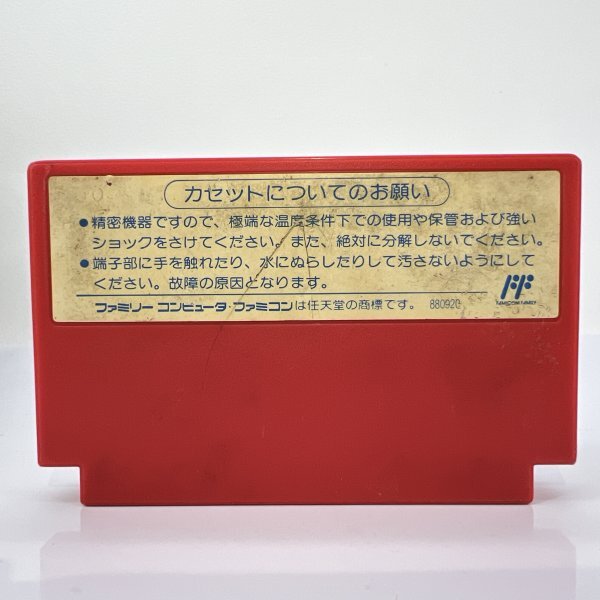 カセットについてのお願い
●精密機器ですので、極端な温度条件下での使用や保管および強い
ショックをさけてください。また、絶対に分解しないでください。
●端子部に手を触れたり、水にぬらしたりして汚さないようにして
ください。故障の原因となります。
FAMICOM FAMILY
ファミリー コンピュータ・ファミコンは任天堂の商標です。 880920